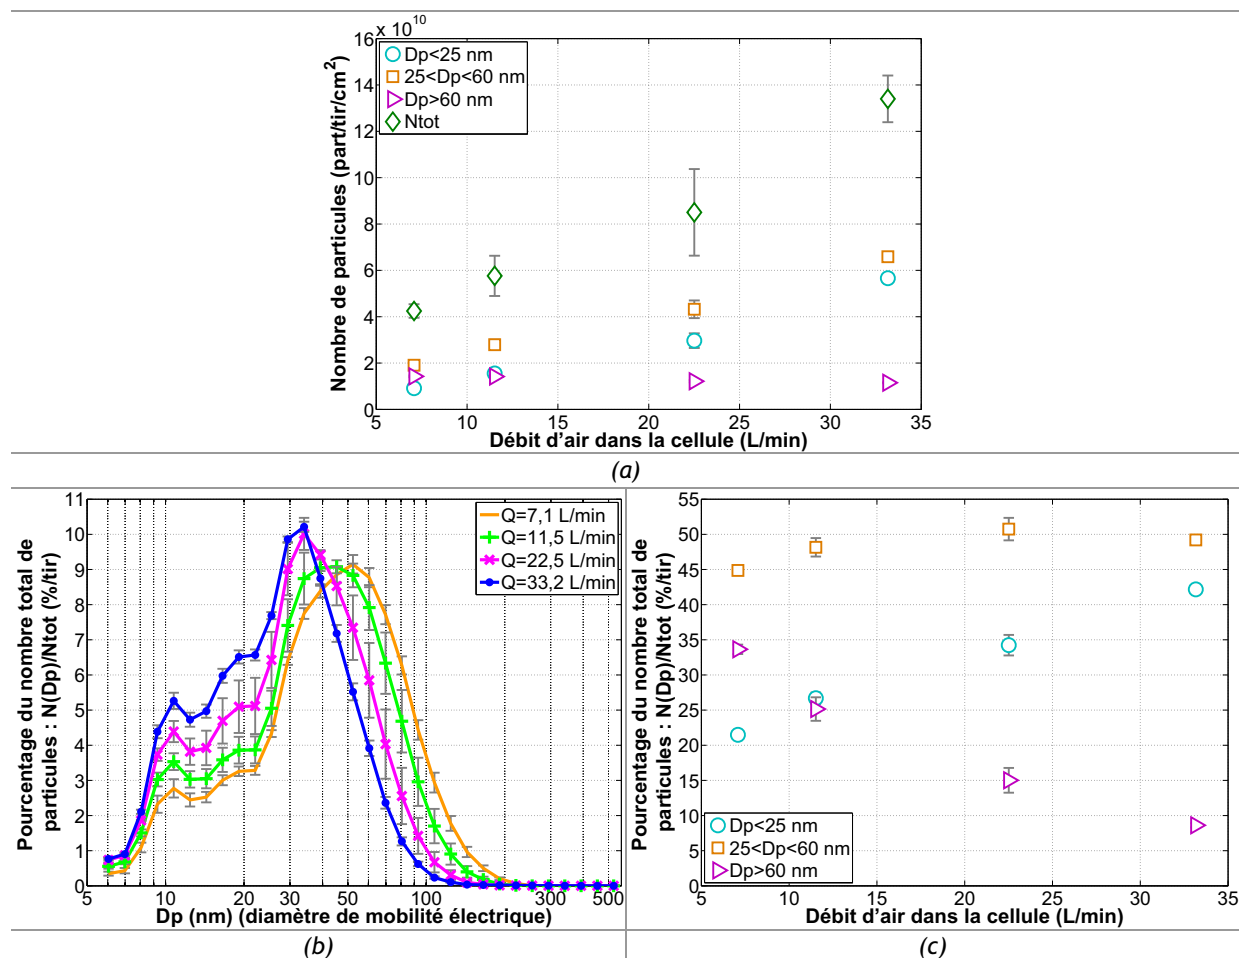 x 10^10
16
14
12
10
8
6
4
2
0
Nombre de particules (part/tir/cm²)
Dp<25 nm
25<Dp<60 nm
Dp>60 nm
Ntot
5 10 15 20 25 30 35
Débit d'air dans la cellule (L/min)
(a)
11
10
9
8
7
6
5
4
3
2
1
0
Pourcentage du nombre total de
particules : N(Dp)/Ntot (%/tir)
Q=7,1 L/min
Q=11,5 L/min
Q=22,5 L/min
Q=33,2 L/min
5 10 20 30 50 100 300 500
Dp (nm) (diamètre de mobilité électrique)
(b)
55
50
45
40
35
30
25
20
15
10
5
0
Pourcentage du nombre total de
particules : N(Dp)/Ntot (%/tir)
Dp<25 nm
25<Dp<60 nm
Dp>60 nm
5 10 15 20 25 30 35
Débit d'air dans la cellule (L/min)
(c)